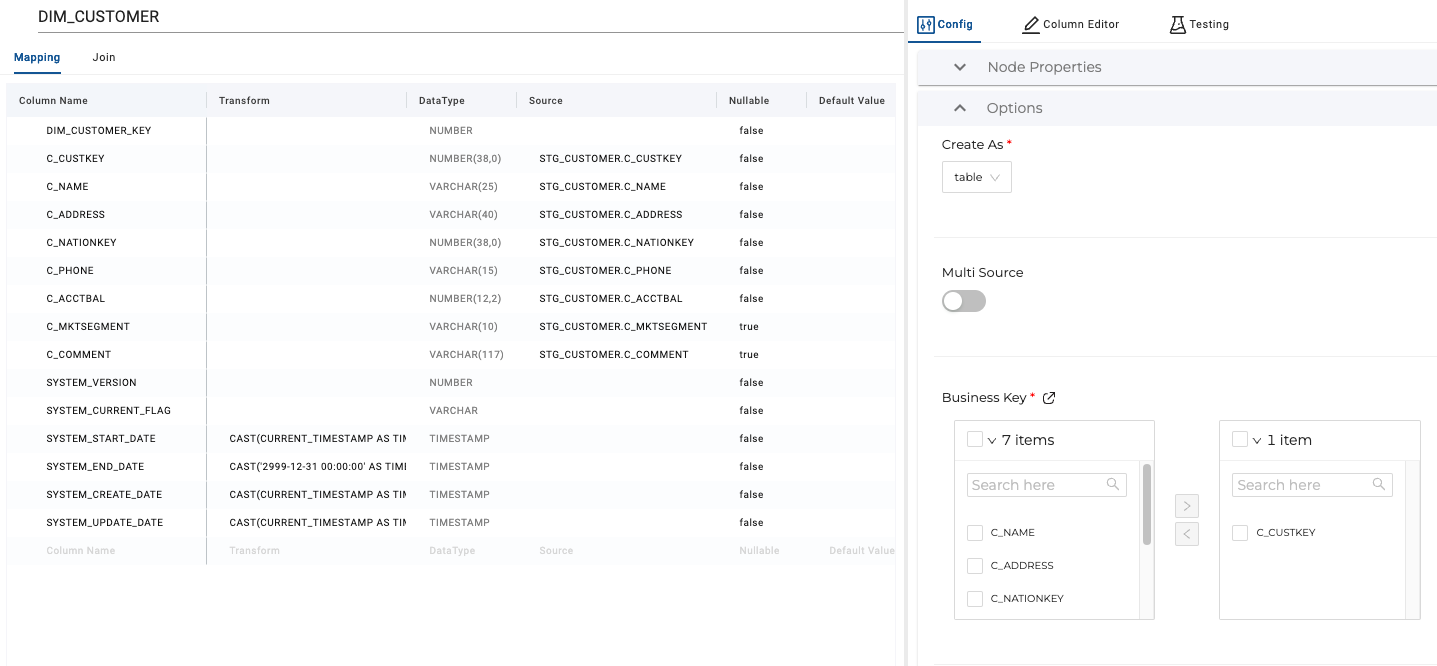 DIM_CUSTOMER
Mapping Join
Column Name Transform DataType Source Nullable Default Value
DIM_CUSTOMER_KEY NUMBER false
C_CUSTKEY NUMBER(38,0) STG_CUSTOMER.C_CUSTKEY false
C_NAME VARCHAR(25) STG_CUSTOMER.C_NAME false
C_ADDRESS VARCHAR(40) STG_CUSTOMER.C_ADDRESS false
C_NATIONKEY NUMBER(38,0) STG_CUSTOMER.C_NATIONKEY false
C_PHONE VARCHAR(15) STG_CUSTOMER.C_PHONE false
C_ACCTBAL NUMBER(12,2) STG_CUSTOMER.C_ACCTBAL false
C_MKTSEGMENT VARCHAR(10) STG_CUSTOMER.C_MKTSEGMENT true
C_COMMENT VARCHAR(117) STG_CUSTOMER.C_COMMENT true
SYSTEM_VERSION NUMBER false
SYSTEM_CURRENT_FLAG VARCHAR false
SYSTEM_START_DATE CAST(CURRENT_TIMESTAMP AS TIM TIMESTAMP false
SYSTEM_END_DATE CAST('2999-12-31 00:00:00' AS TIMI TIMESTAMP false
SYSTEM_CREATE_DATE CAST(CURRENT_TIMESTAMP AS TIM TIMESTAMP false
SYSTEM_UPDATE_DATE CAST(CURRENT_TIMESTAMP AS TIM TIMESTAMP false
Column Name Transform DataType Source Nullable Default Value
Config Column Editor Testing
Node Properties
Options
Create As *
table
Multi Source
Business Key *
7 items
Search here
C_NAME
C_ADDRESS
C_NATIONKEY
1 item
Search here
C_CUSTKEY